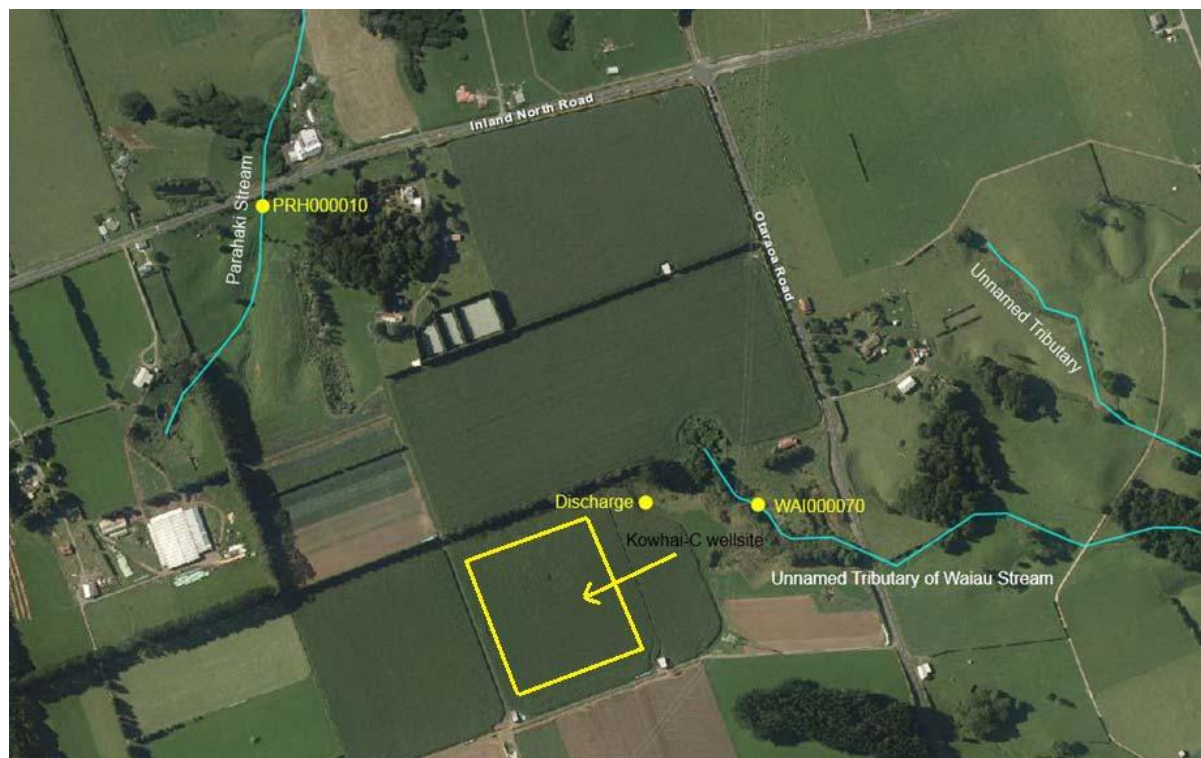 Inland North Road
Parahaki Stream
PRH000010
Otaraoa Road
Unnamed Tributary
Discharge
WAI000070
Kowhai-C wellsite
Unnamed Tributary of Waiau Stream